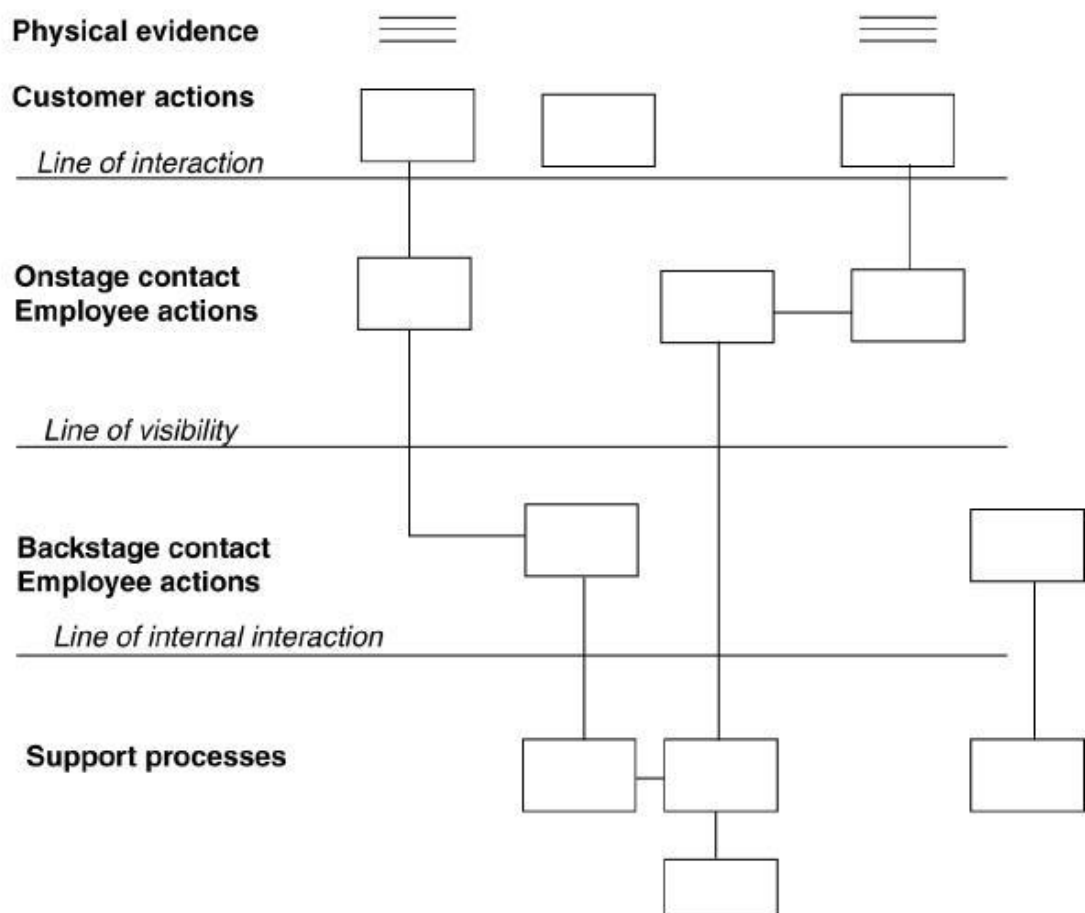 Physical evidence
Customer actions
Line of interaction
Onstage contact
Employee actions
Line of visibility
Backstage contact
Employee actions
Line of internal interaction
Support processes